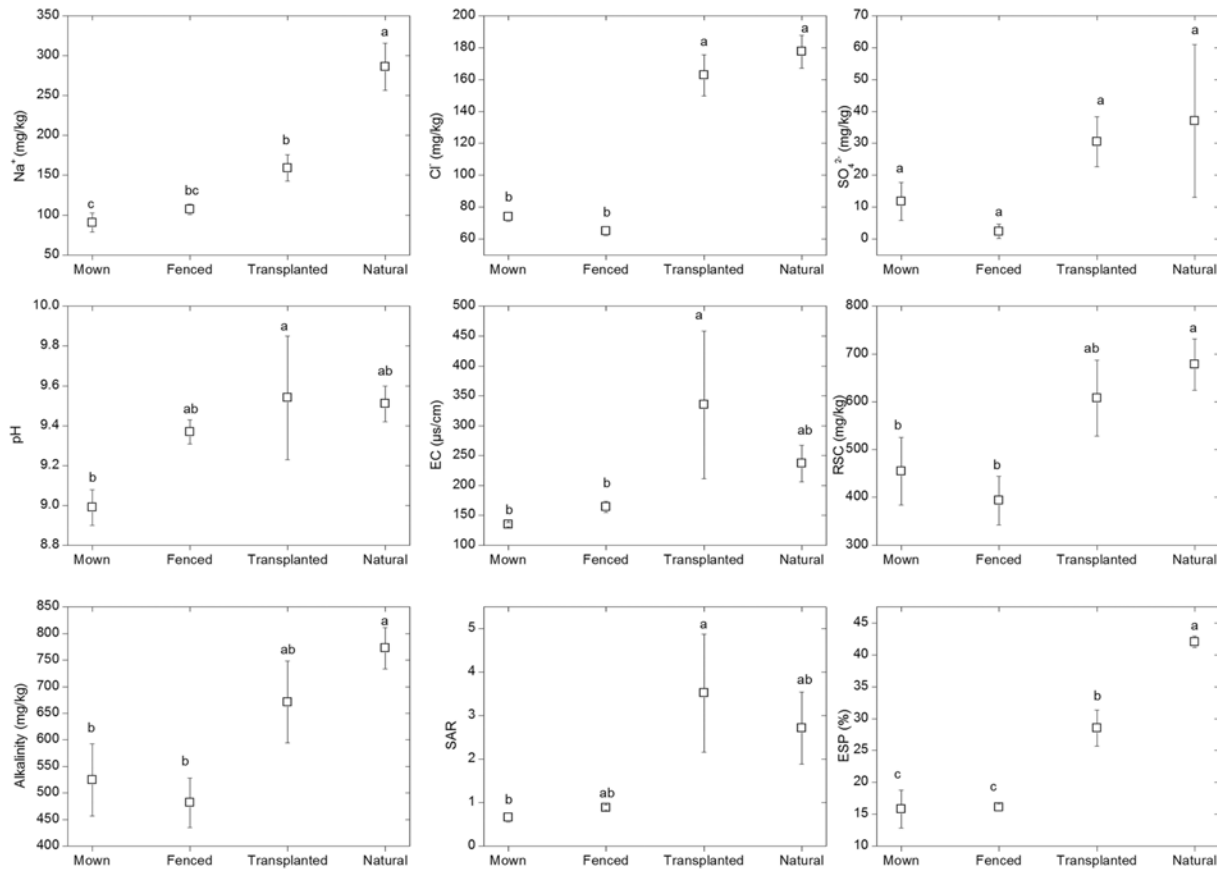 350
300
250
200
150
100
50
Na⁺ (mg/kg)
c
bc
b
a
Mown Fenced Transplanted Natural
200
180
160
140
120
100
80
60
Cl⁻ (mg/kg)
b
b
a
a
Mown Fenced Transplanted Natural
70
60
50
40
30
20
10
0
SO₄²⁻ (mg/kg)
a
a
a
a
Mown Fenced Transplanted Natural
10.0
9.8
9.6
9.4
9.2
9.0
8.8
pH
b
ab
a
ab
Mown Fenced Transplanted Natural
500
450
400
350
300
250
200
150
100
EC (μs/cm)
b
b
a
ab
Mown Fenced Transplanted Natural
800
700
600
500
400
300
RSC (mg/kg)
b
b
ab
a
Mown Fenced Transplanted Natural
850
800
750
700
650
600
550
500
450
400
Alkalinity (mg/kg)
b
b
ab
a
Mown Fenced Transplanted Natural
5
4
3
2
1
0
SAR
b
ab
a
ab
Mown Fenced Transplanted Natural
45
40
35
30
25
20
15
10
ESP (%)
c
c
b
a
Mown Fenced Transplanted Natural